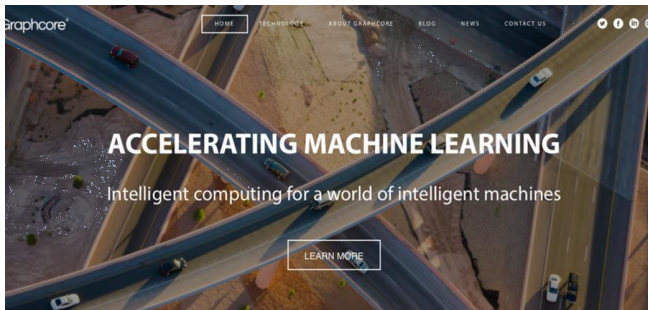 Graphcore
HOME TECHNOLOGY ABOUT GRAPHCORE BLOG NEWS CONTACT US
ACCELERATING MACHINE LEARNING
Intelligent computing for a world of intelligent machines
LEARN MORE